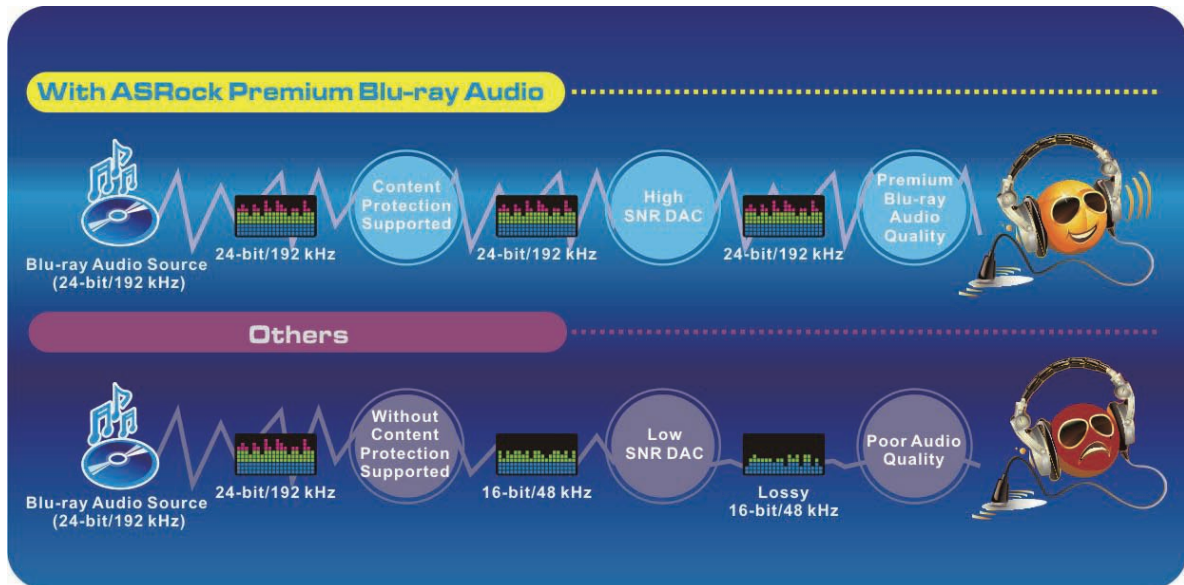 With ASRock Premium Blu-ray Audio
Blu-ray Audio Source
(24-bit/192 kHz)
24-bit/192 kHz
Content
Protection
Supported
24-bit/192 kHz
High
SNR DAC
24-bit/192 kHz
Premium
Blu-ray
Audio
Quality
Others
Blu-ray Audio Source
(24-bit/192 kHz)
24-bit/192 kHz
Without
Content
Protection
Supported
16-bit/48 kHz
Low
SNR DAC
Lossy
16-bit/48 kHz
Poor Audio
Quality